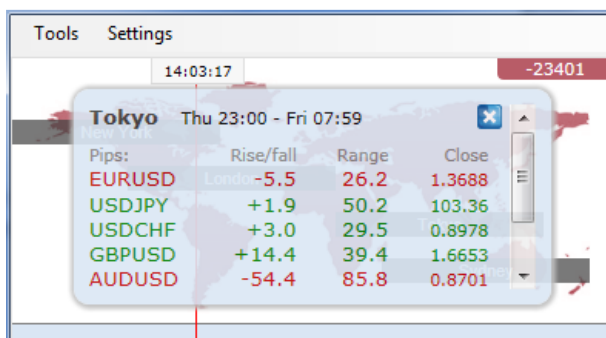 Tools Settings
14:03:17 -23401
Tokyo Thu 23:00 - Fri 07:59
New York
Pips: Rise/fall Range Close
EURUSD -5.5 26.2 1.3688
London
USDJPY +1.9 50.2 103.36
USDCHF +3.0 29.5 0.8978
GBPUSD +14.4 39.4 1.6653
AUDUSD -54.4 85.8 0.8701